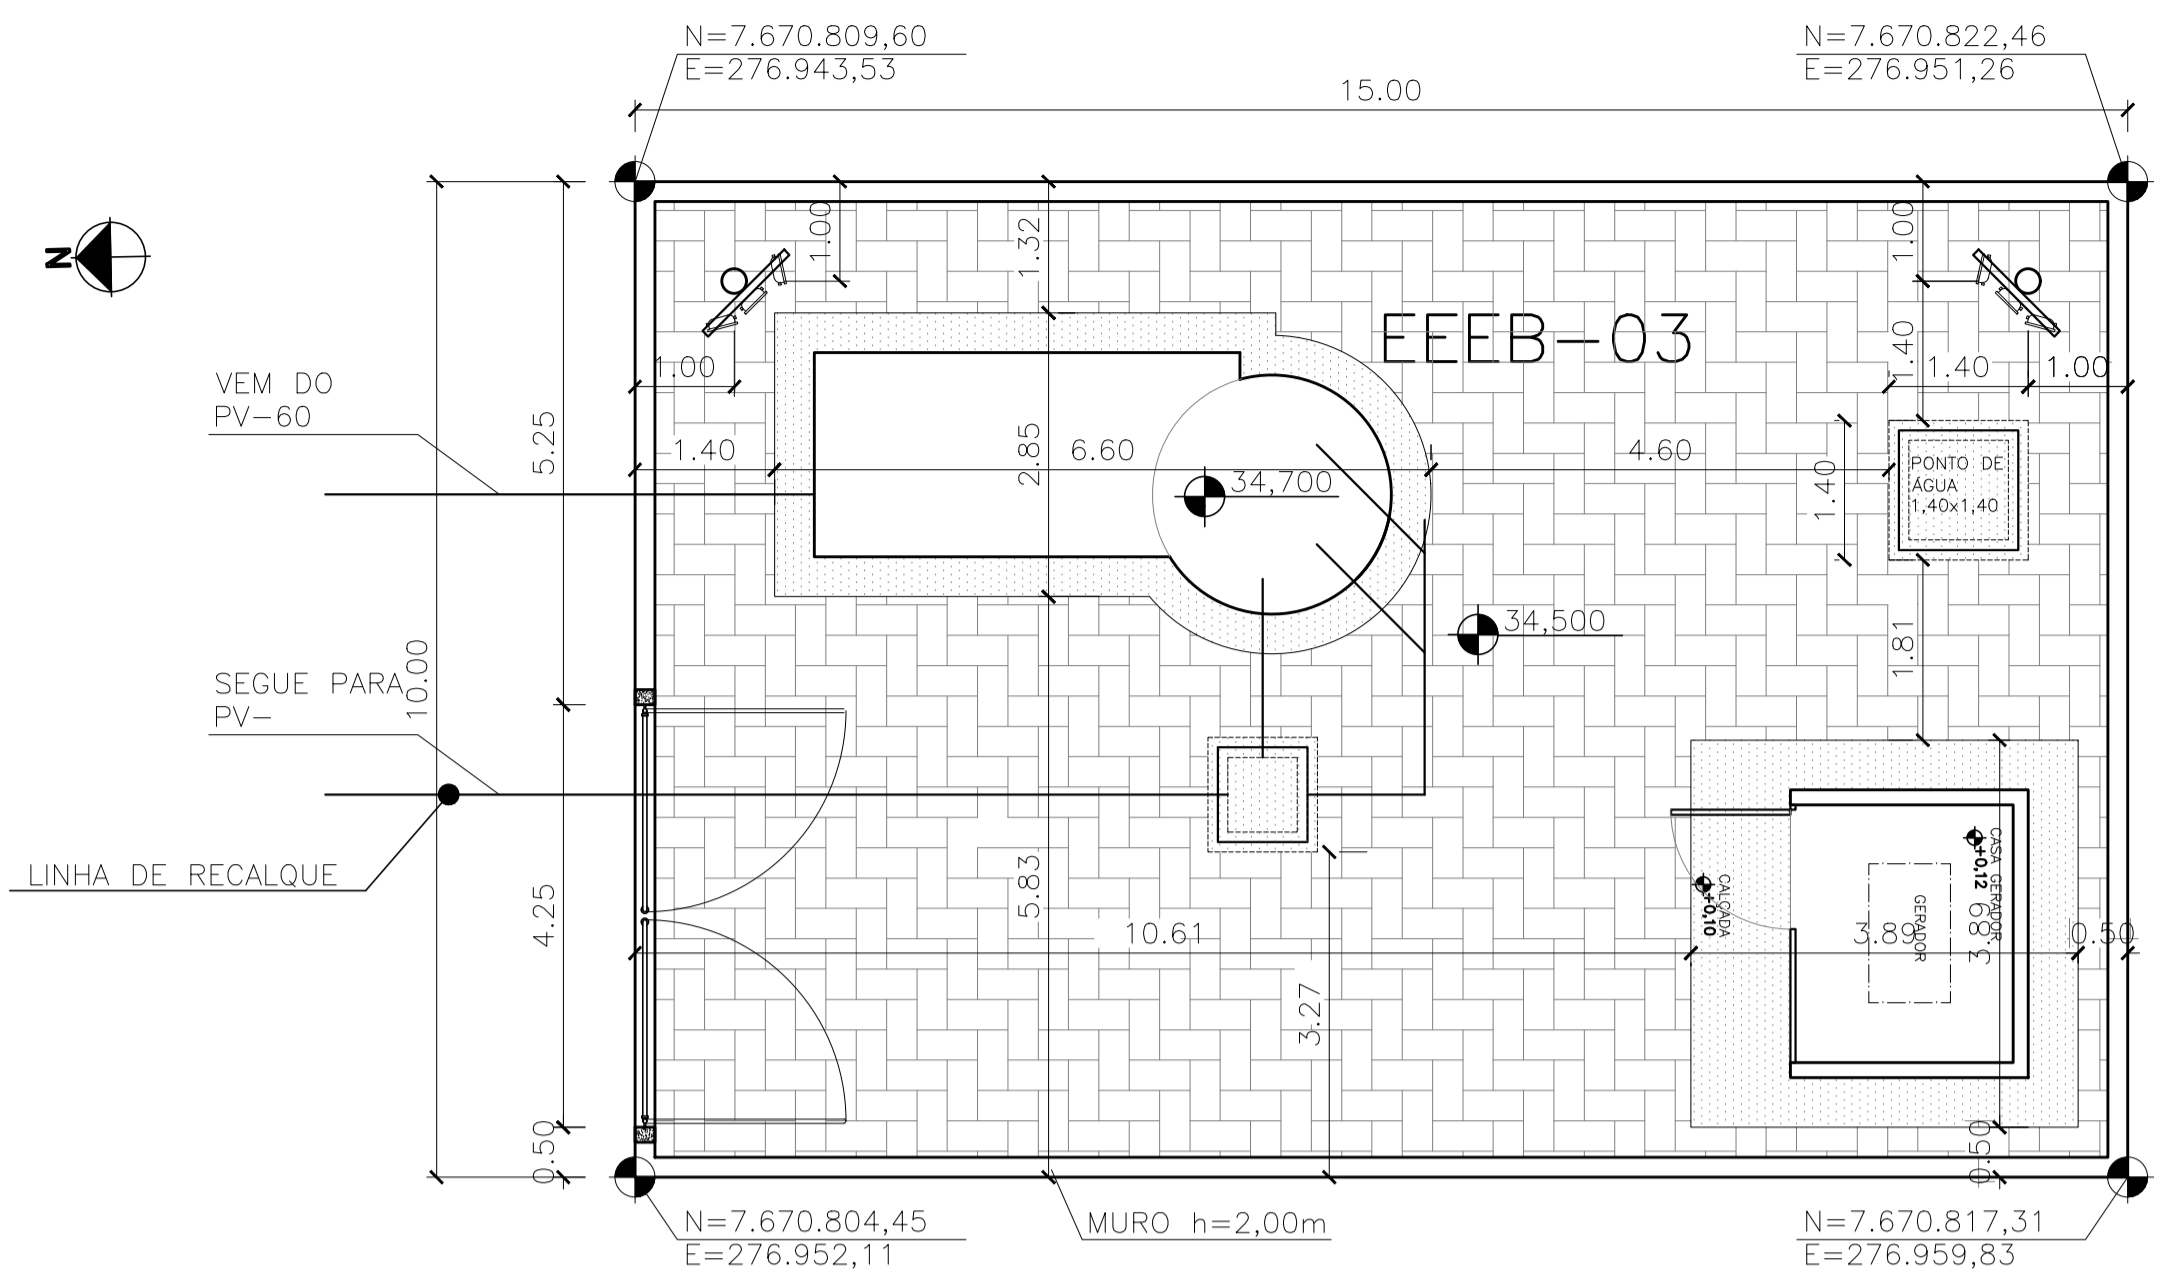 N=7.670.809,60
E=276.943,53
N=7.670.822,46
E=276.951,26
15.00
N
1.00
1.32
1.00
EEEB-03
1.40
1.00
1.40
1.00
VEM DO
PV-60
5.25
1.40
2.85
6.60
4.60
34,700
1.40
PONTO DE
ÁGUA
1,40x1,40
34,500
1.81
10.00
SEGUE PARA
PV-
LINHA DE RECALQUE
4.25
5.83
10.61
CALÇADA
+0,10
3.89
GERADOR
CASA GERADOR
+0,12
3.89
0.50
3.27
0.50
0.50
N=7.670.804,45
E=276.952,11
MURO h=2,00m
N=7.670.817,31
E=276.959,83